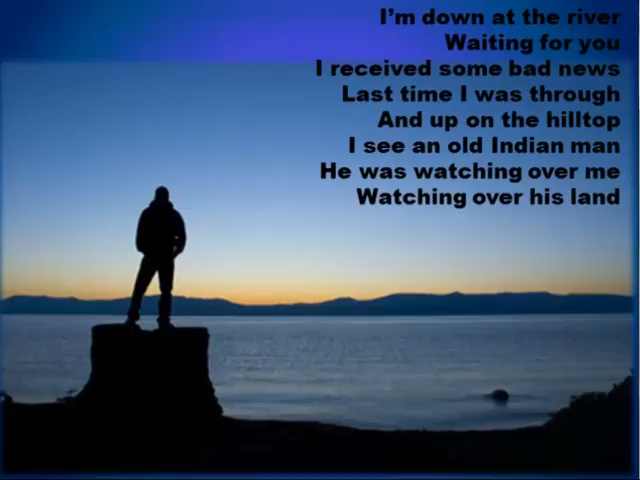 I'm down at the river
Waiting for you
I received some bad news
Last time I was through
And up on the hilltop
I see an old Indian man
He was watching over me
Watching over his land